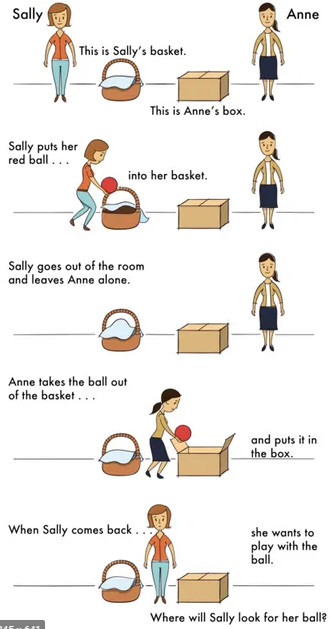 Sally
Anne
This is Sally's basket.
This is Anne's box.
Sally puts her
red ball . . .
into her basket.
Sally goes out of the room
and leaves Anne alone.
Anne takes the ball out
of the basket . . .
and puts it in
the box.
When Sally comes back . . .
she wants to
play with the
ball.
Where will Sally look for her ball?